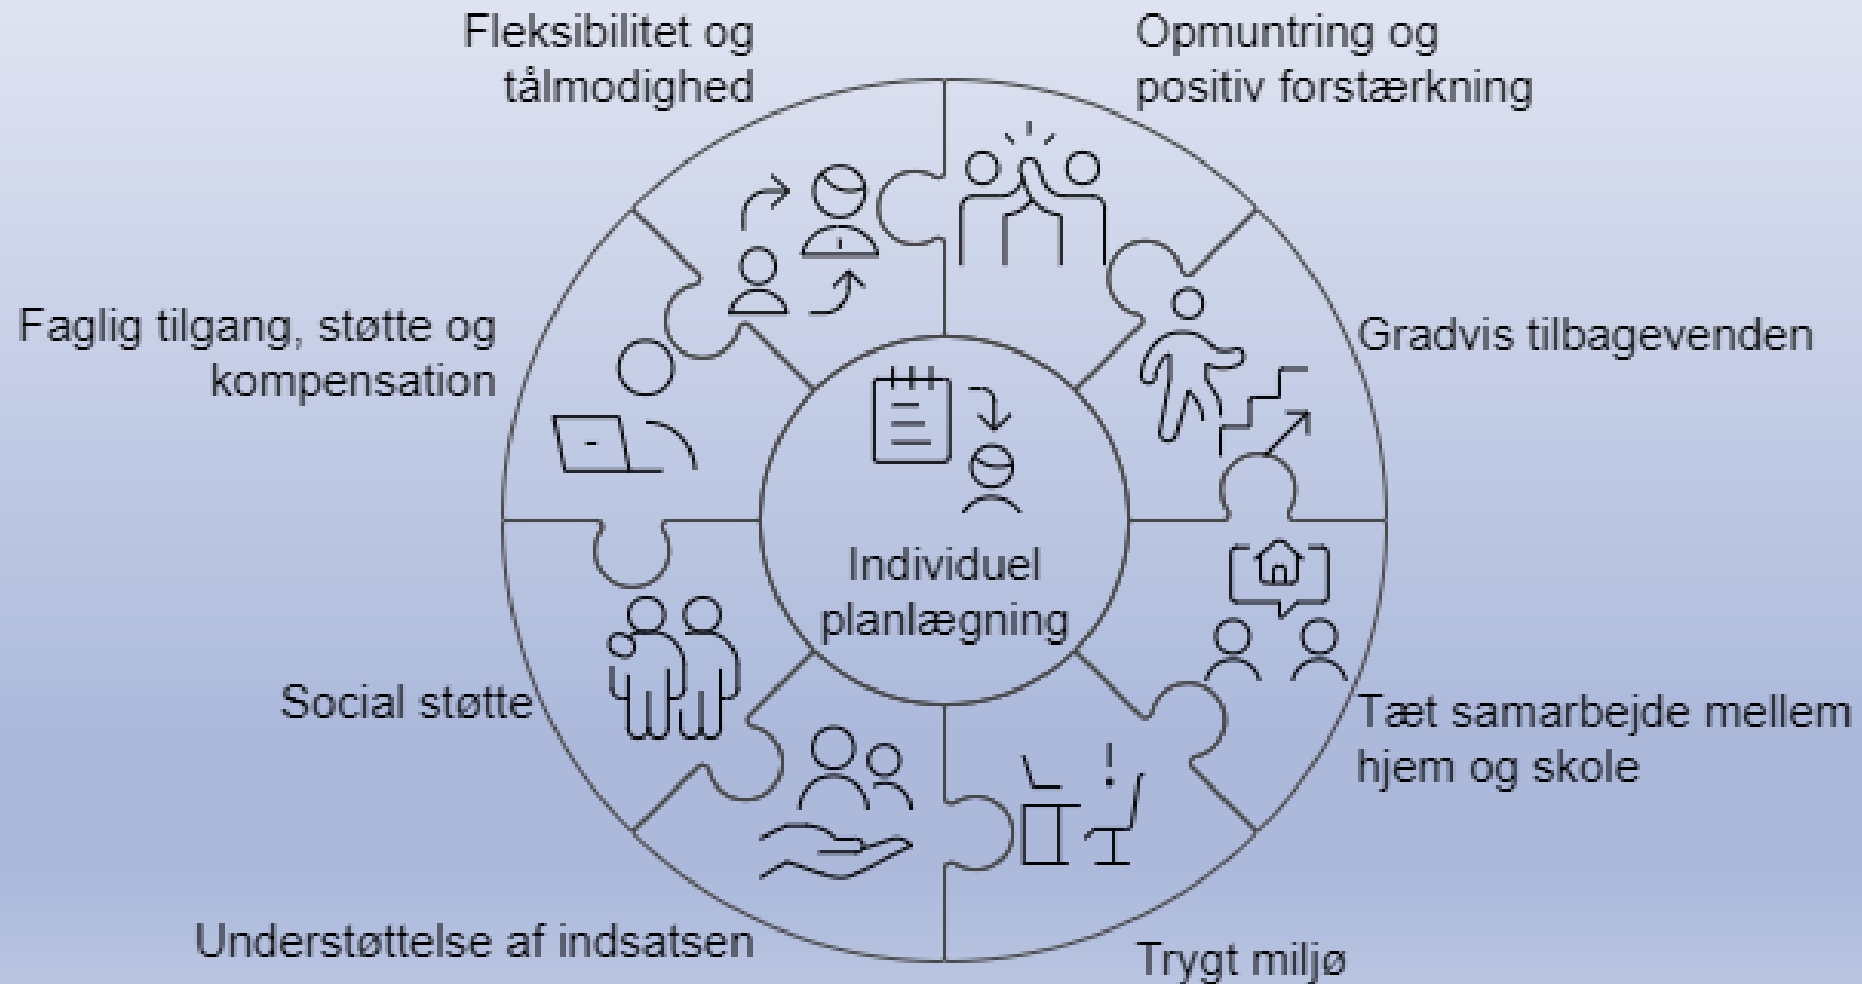 Fleksibilitet og
tålmodighed
Opmuntring og
positiv forstærkning
Faglig tilgang, støtte og
kompensation
Gradvis tilbagevenden
Individuel
planlægning
Social støtte
Tæt samarbejde mellem
hjem og skole
Understøttelse af indsatsen
Trygt miljø